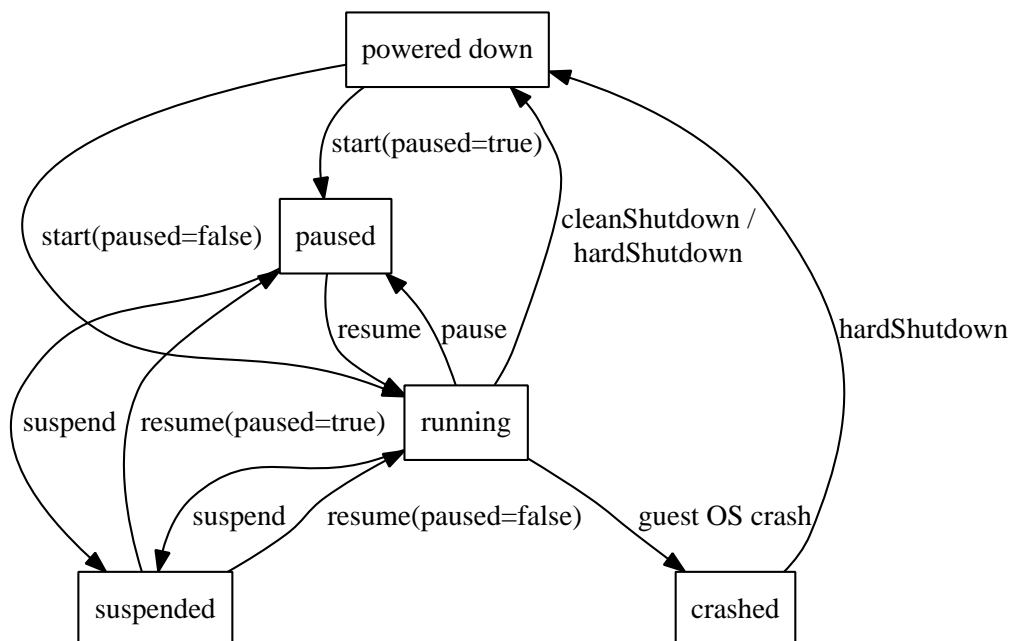 powered down
start(paused=true)
cleanShutdown /
hardShutdown
start(paused=false)
paused
hardShutdown
resume
pause
suspend
resume(paused=true)
running
suspend
resume(paused=false)
guest OS crash
suspended
crashed